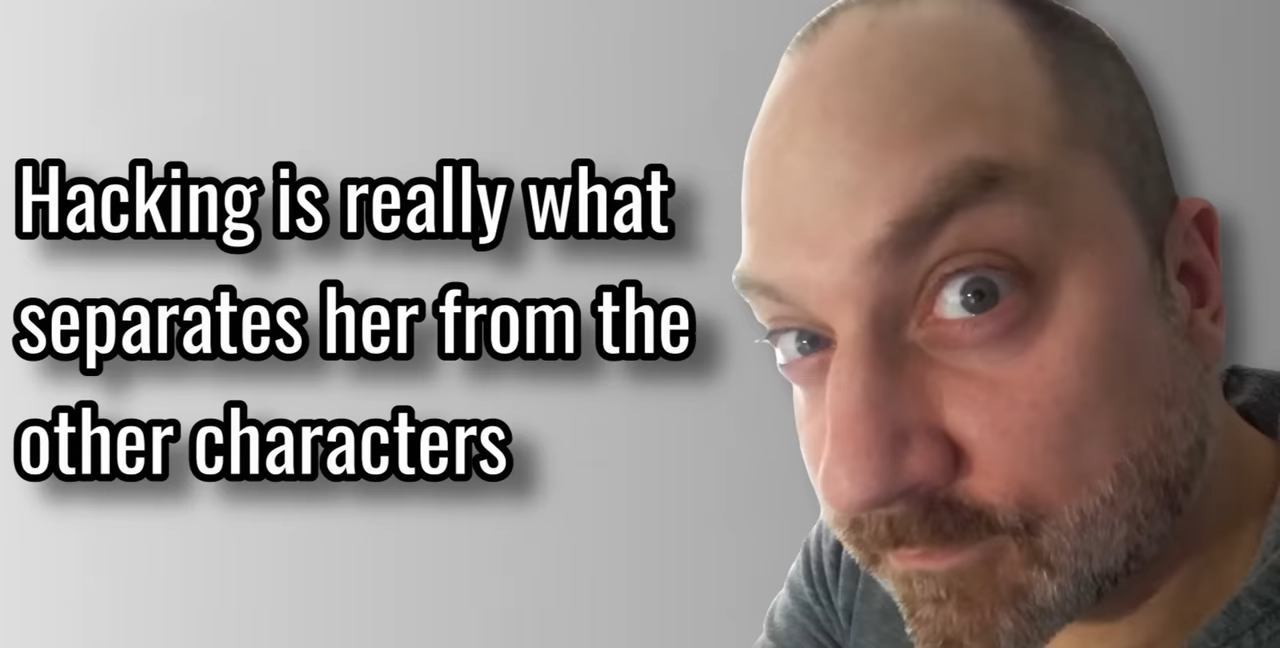 Hacking is really what
separates her from the
other characters